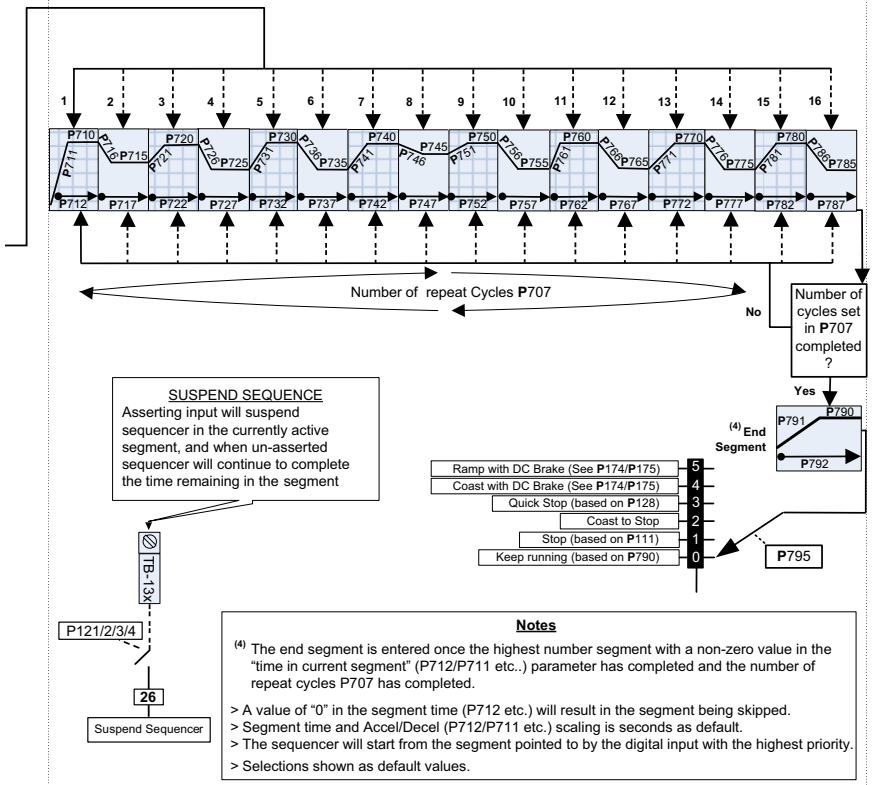 1 2 3 4 5 6 7 8 9 10 11 12 13 14 15 16
P710 P711 P712
P716 P715 P717
P720 P721 P722
P726 P725 P727
P730 P731 P732
P736 P735 P737
P740 P741 P742
P745 P746 P747
P750 P751 P752
P756 P755 P757
P760 P761 P762
P766 P765 P767
P770 P771 P772
P776 P775 P777
P780 P781 P782
P786 P785 P787
Number of repeat Cycles P707
No
Number of
cycles set
in P707
completed
?
Yes
(4) End
Segment
P791 P790
P792
SUSPEND SEQUENCE
Asserting input will suspend
sequencer in the currently active
segment, and when un-asserted
sequencer will continue to complete
the time remaining in the segment
TB-13x
P121/2/3/4
26
Suspend Sequencer
Ramp with DC Brake (See P174/P175) 5
Coast with DC Brake (See P174/P175) 4
Quick Stop (based on P128) 3
Coast to Stop 2
Stop (based on P111) 1
Keep running (based on P790) 0
P795
Notes
(4) The end segment is entered once the highest number segment with a non-zero value in the
“time in current segment” (P712/P711 etc..) parameter has completed and the number of
repeat cycles P707 has completed.
> A value of “0” in the segment time (P712 etc.) will result in the segment being skipped.
> Segment time and Accel/Decel (P712/P711 etc.) scaling is seconds as default.
> The sequencer will start from the segment pointed to by the digital input with the highest priority.
> Selections shown as default values.